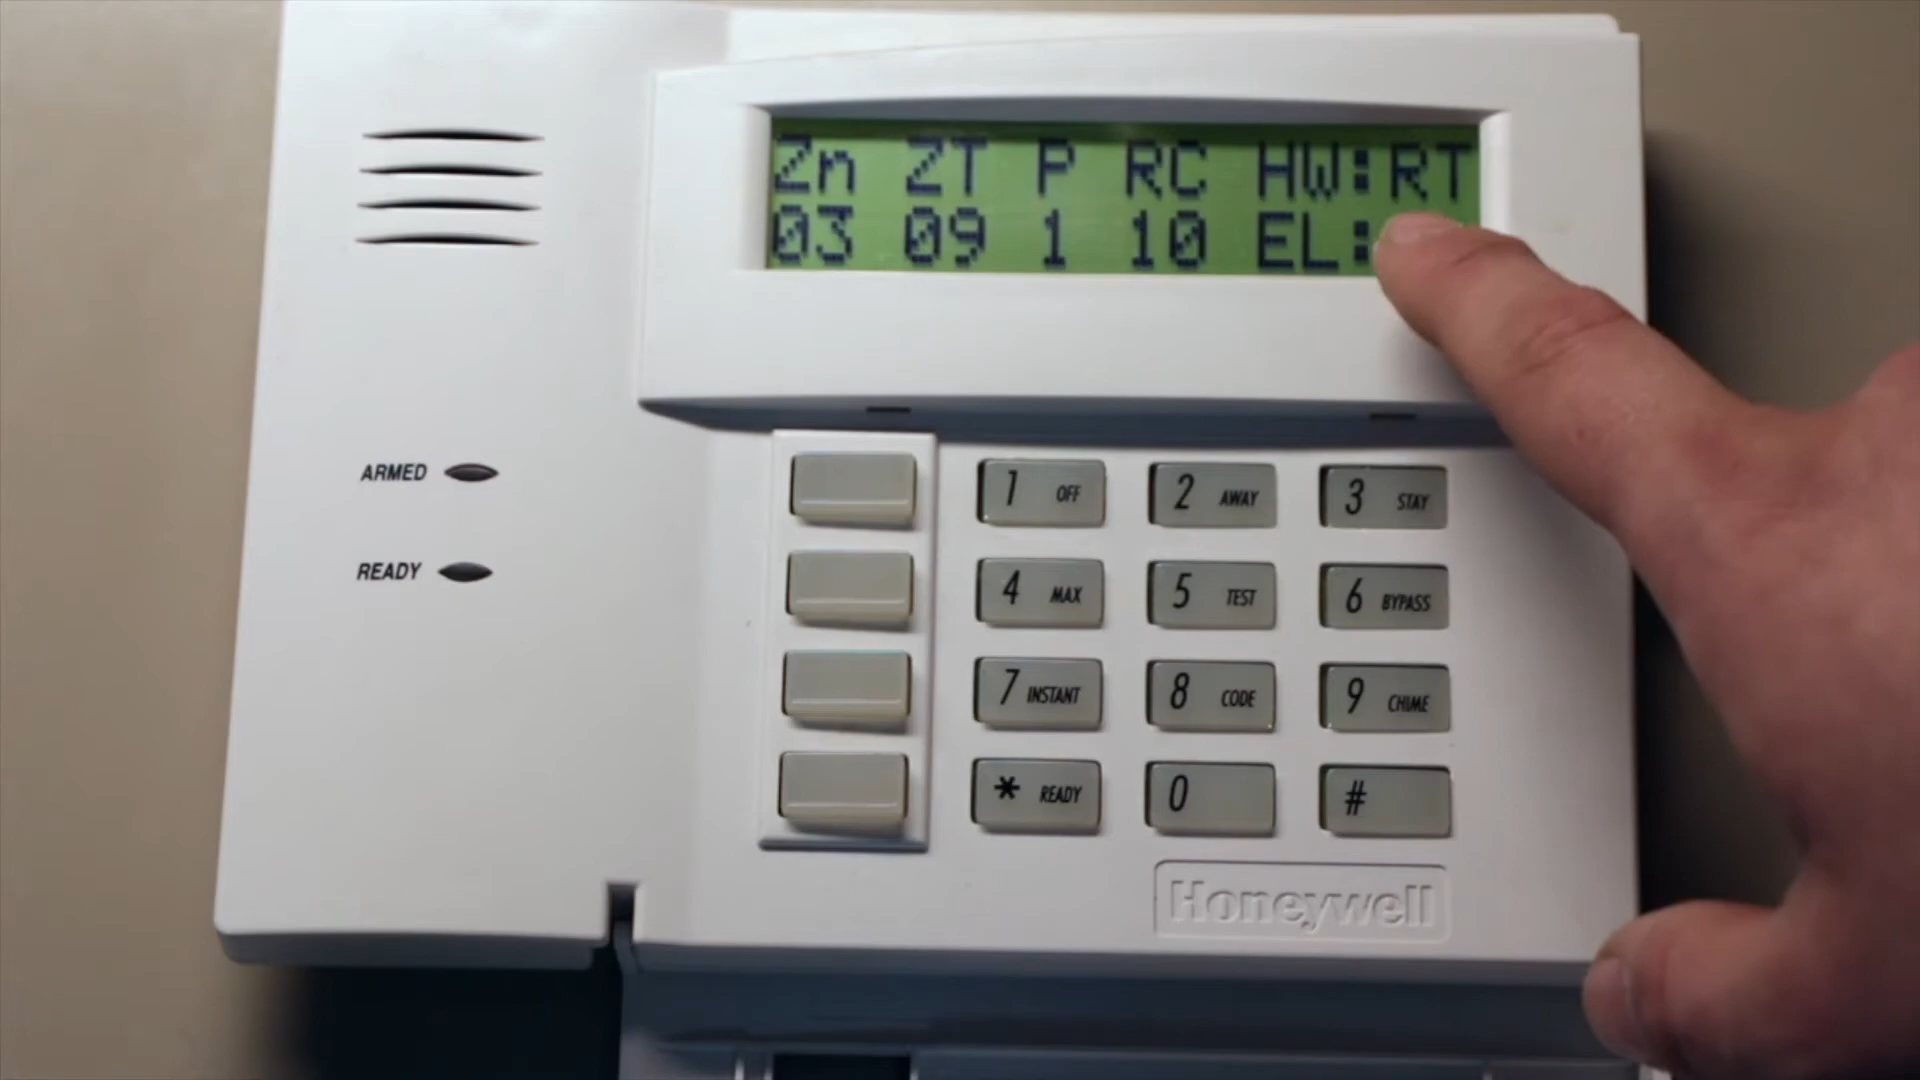 Zn ZT P RC HW:RT
03 09 1 10 EL:
ARMED
READY
1 OFF
2 AWAY
3 STAY
4 MAX
5 TEST
6 BYPASS
7 INSTANT
8 CODE
9 CHIME
* READY
0
#
Honeywell